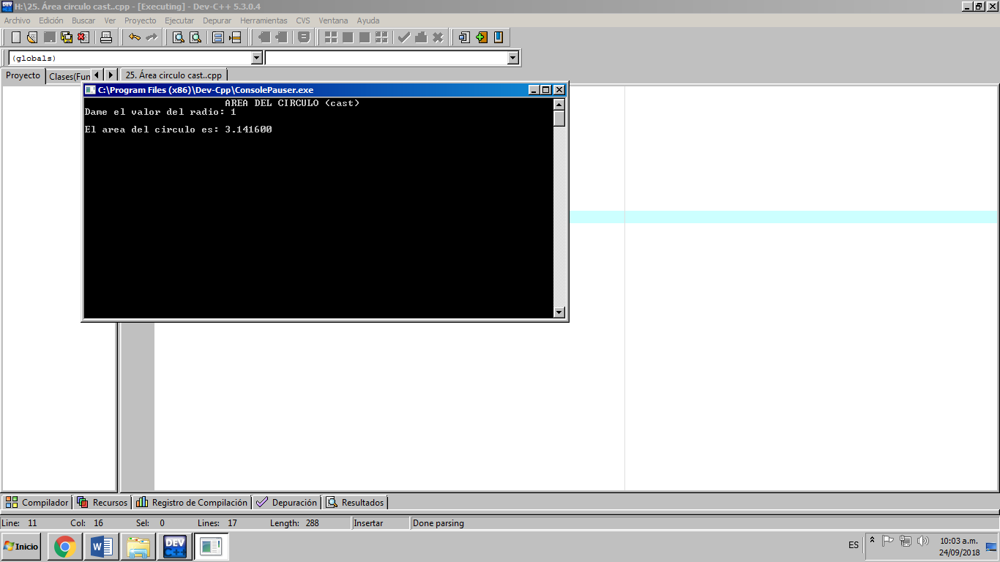 H:\25. Área circulo cast..cpp - [Executing] - Dev-C++ 5.3.0.4
Archivo Edición Buscar Ver Proyecto Ejecutar Depurar Herramientas CVS Ventana Ayuda
(globals)
Proyecto Clases(Fun 25. Área circulo cast..cpp
C:\Program Files (x86)\Dev-Cpp\ConsolePauser.exe
AREA DEL CIRCULO (cast)
Dame el valor del radio: 1
El area del circulo es: 3.141600
Compilador Recursos Registro de Compilación Depuración Resultados
Line: 11 Col: 16 Sel: 0 Lines: 17 Length: 288 Insertar Done parsing
Inicio DEV C++ ES 10:03 a.m.
24/09/2018